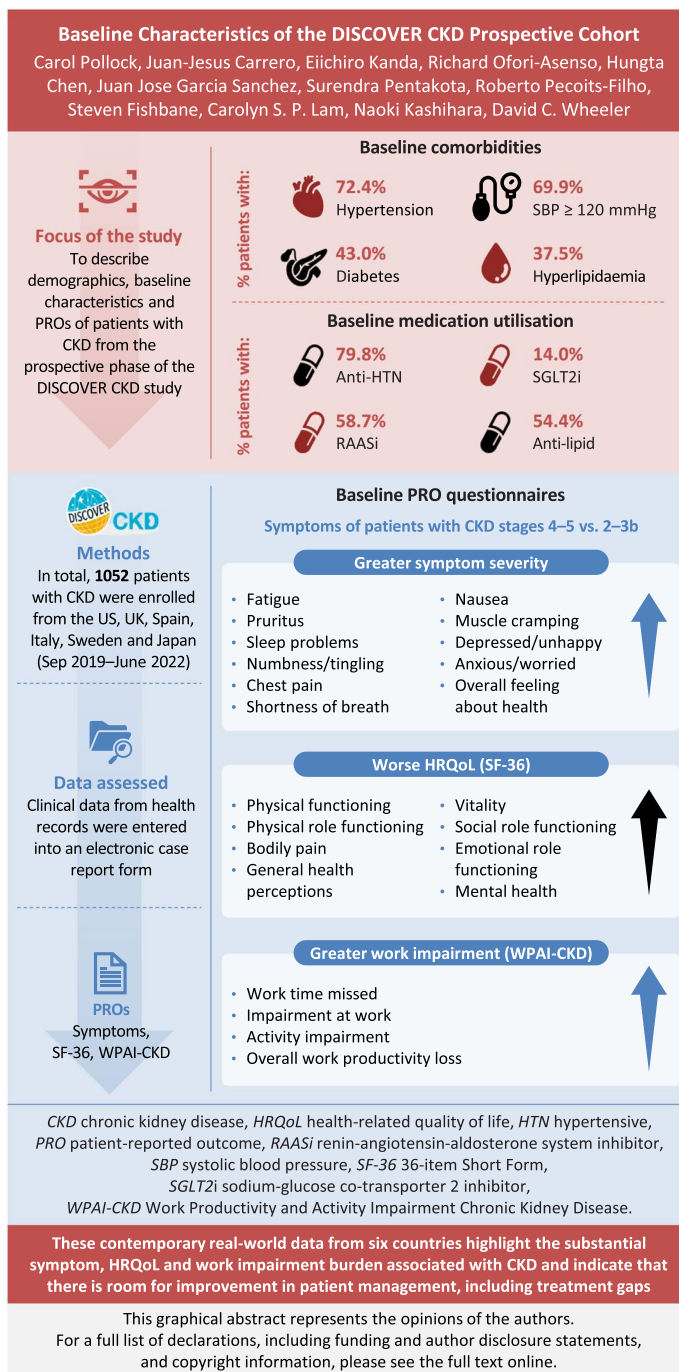 Baseline Characteristics of the DISCOVER CKD Prospective Cohort
Carol Pollock, Juan-Jesus Carrero, Eiichiro Kanda, Richard Ofori-Asenso, Hungta
Chen, Juan Jose Garcia Sanchez, Surendra Pentakota, Roberto Pecoits-Filho,
Steven Fishbane, Carolyn S. P. Lam, Naoki Kashihara, David C. Wheeler
Focus of the study
To describe
demographics, baseline
characteristics and
PROs of patients with
CKD from the
prospective phase of the
DISCOVER CKD study
Baseline comorbidities
% patients with:
72.4%
Hypertension
69.9%
SBP ≥ 120 mmHg
43.0%
Diabetes
37.5%
Hyperlipidaemia
Baseline medication utilisation
% patients with:
79.8%
Anti-HTN
14.0%
SGLT2i
58.7%
RAASi
54.4%
Anti-lipid
DISCOVER CKD
Methods
In total, 1052 patients
with CKD were enrolled
from the US, UK, Spain,
Italy, Sweden and Japan
(Sep 2019–June 2022)
Data assessed
Clinical data from health
records were entered
into an electronic case
report form
PROs
Symptoms,
SF-36, WPAI-CKD
Baseline PRO questionnaires
Symptoms of patients with CKD stages 4–5 vs. 2–3b
Greater symptom severity
• Fatigue
• Pruritus
• Sleep problems
• Numbness/tingling
• Chest pain
• Shortness of breath
• Nausea
• Muscle cramping
• Depressed/unhappy
• Anxious/worried
• Overall feeling
about health
Worse HRQoL (SF-36)
• Physical functioning
• Physical role functioning
• Bodily pain
• General health
perceptions
• Vitality
• Social role functioning
• Emotional role
functioning
• Mental health
Greater work impairment (WPAI-CKD)
• Work time missed
• Impairment at work
• Activity impairment
• Overall work productivity loss
CKD chronic kidney disease, HRQoL health-related quality of life, HTN hypertensive,
PRO patient-reported outcome, RAASi renin-angiotensin-aldosterone system inhibitor,
SBP systolic blood pressure, SF-36 36-item Short Form,
SGLT2i sodium-glucose co-transporter 2 inhibitor,
WPAI-CKD Work Productivity and Activity Impairment Chronic Kidney Disease.
These contemporary real-world data from six countries highlight the substantial
symptom, HRQoL and work impairment burden associated with CKD and indicate that
there is room for improvement in patient management, including treatment gaps
This graphical abstract represents the opinions of the authors.
For a full list of declarations, including funding and author disclosure statements,
and copyright information, please see the full text online.